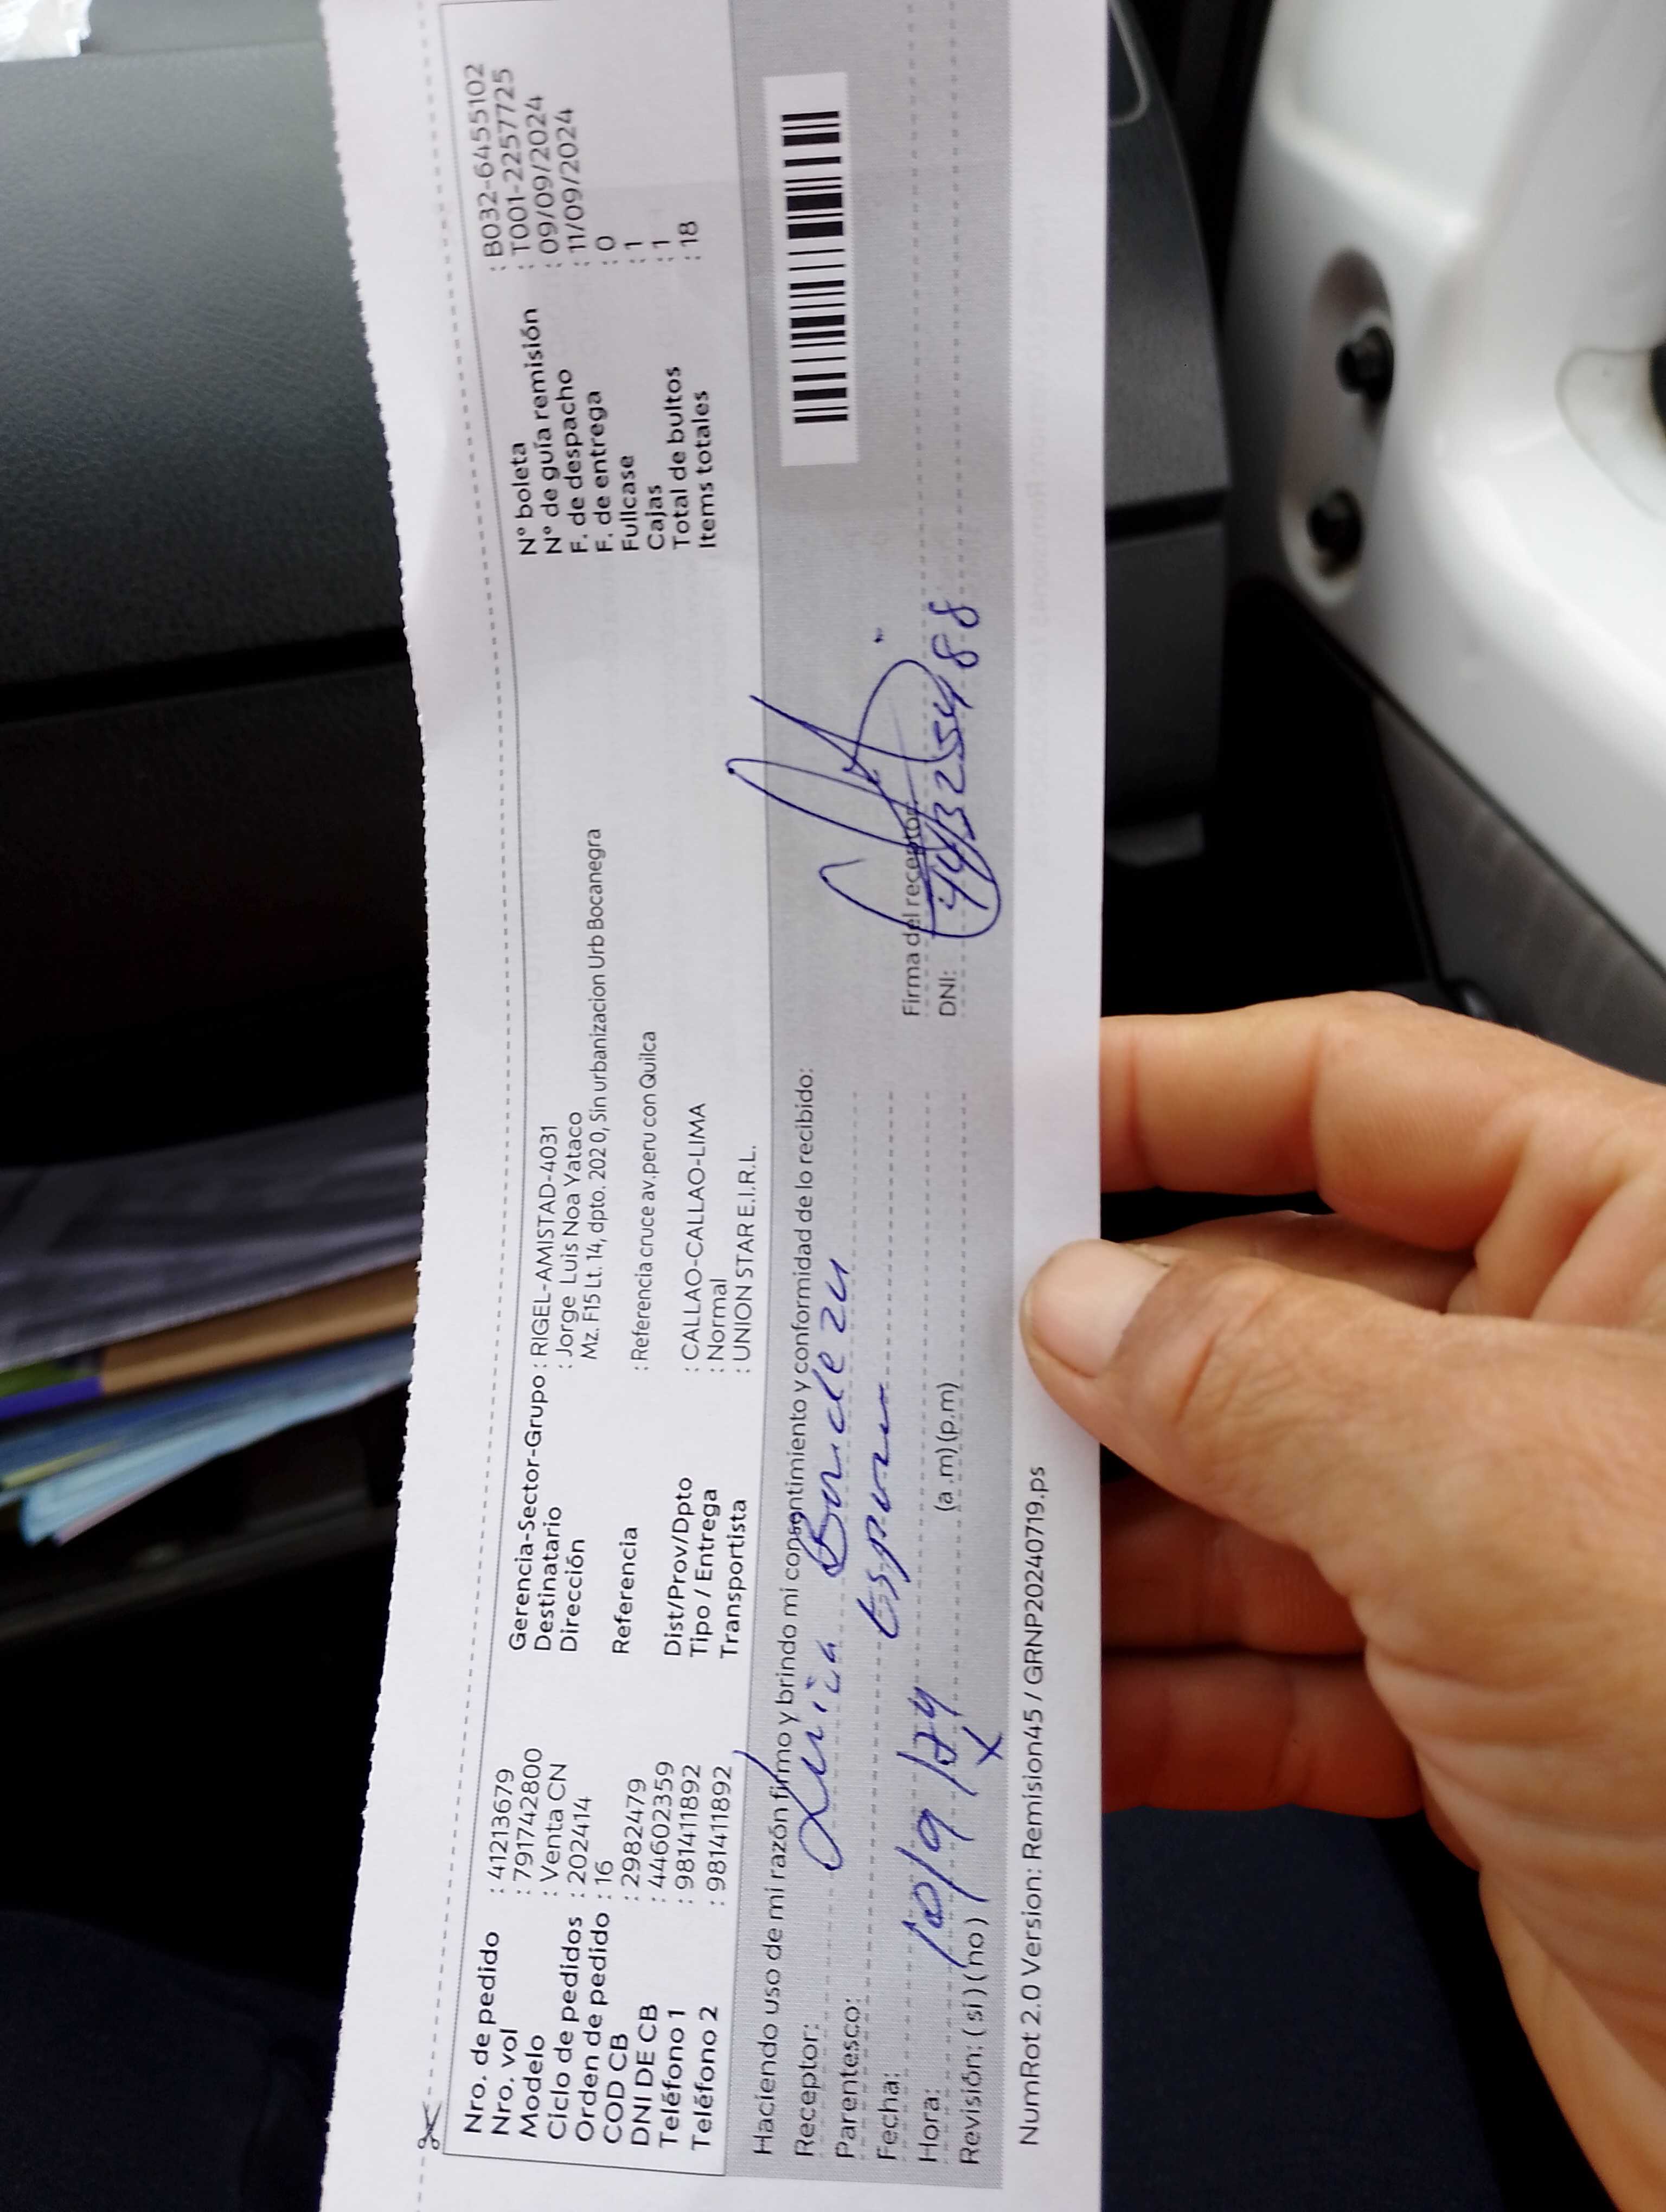 Nro. de pedido : 41213679
Nro. vol : 791742800
Modelo : Venta CN
Ciclo de pedidos : 202414
Orden de pedido : 16
COD CB : 2982479
DNI DE CB : 44602359
Teléfono 1 : 981411892
Teléfono 2 : 981411892
Gerencia-Sector-Grupo : RIGEL-AMISTAD-4031
Destinatario : Jorge Luis Noa Yataco
Dirección Mz. F15 Lt. 14, dpto. 202 0, Sin urbanizacion Urb Bocanegra
Referencia : Referencia cruce av.peru con Quilca
Dist/Prov/Dpto : CALLAO-CALLAO-LIMA
Tipo / Entrega : Normal
Transportista : UNION STAR E.I.R.L.
N° boleta : B032-6455102
N° de guía remisión : T001-2257725
F. de despacho : 09/09/2024
F. de entrega : 11/09/2024
Fullcase : 0
Cajas : 1
Total de bultos : 1
Items totales : 18
Haciendo uso de mi razón firmo y brindo mi consentimiento y conformidad de lo recibido:
Receptor:
Parentesco:
Fecha: 10/9/24
Hora: (a .m) (p.m)
Revisión: ( si ) ( no )
Firma del receptor
DNI: 44325488
NumRot 2.0 Version: Remision45 / GRNP20240719.ps